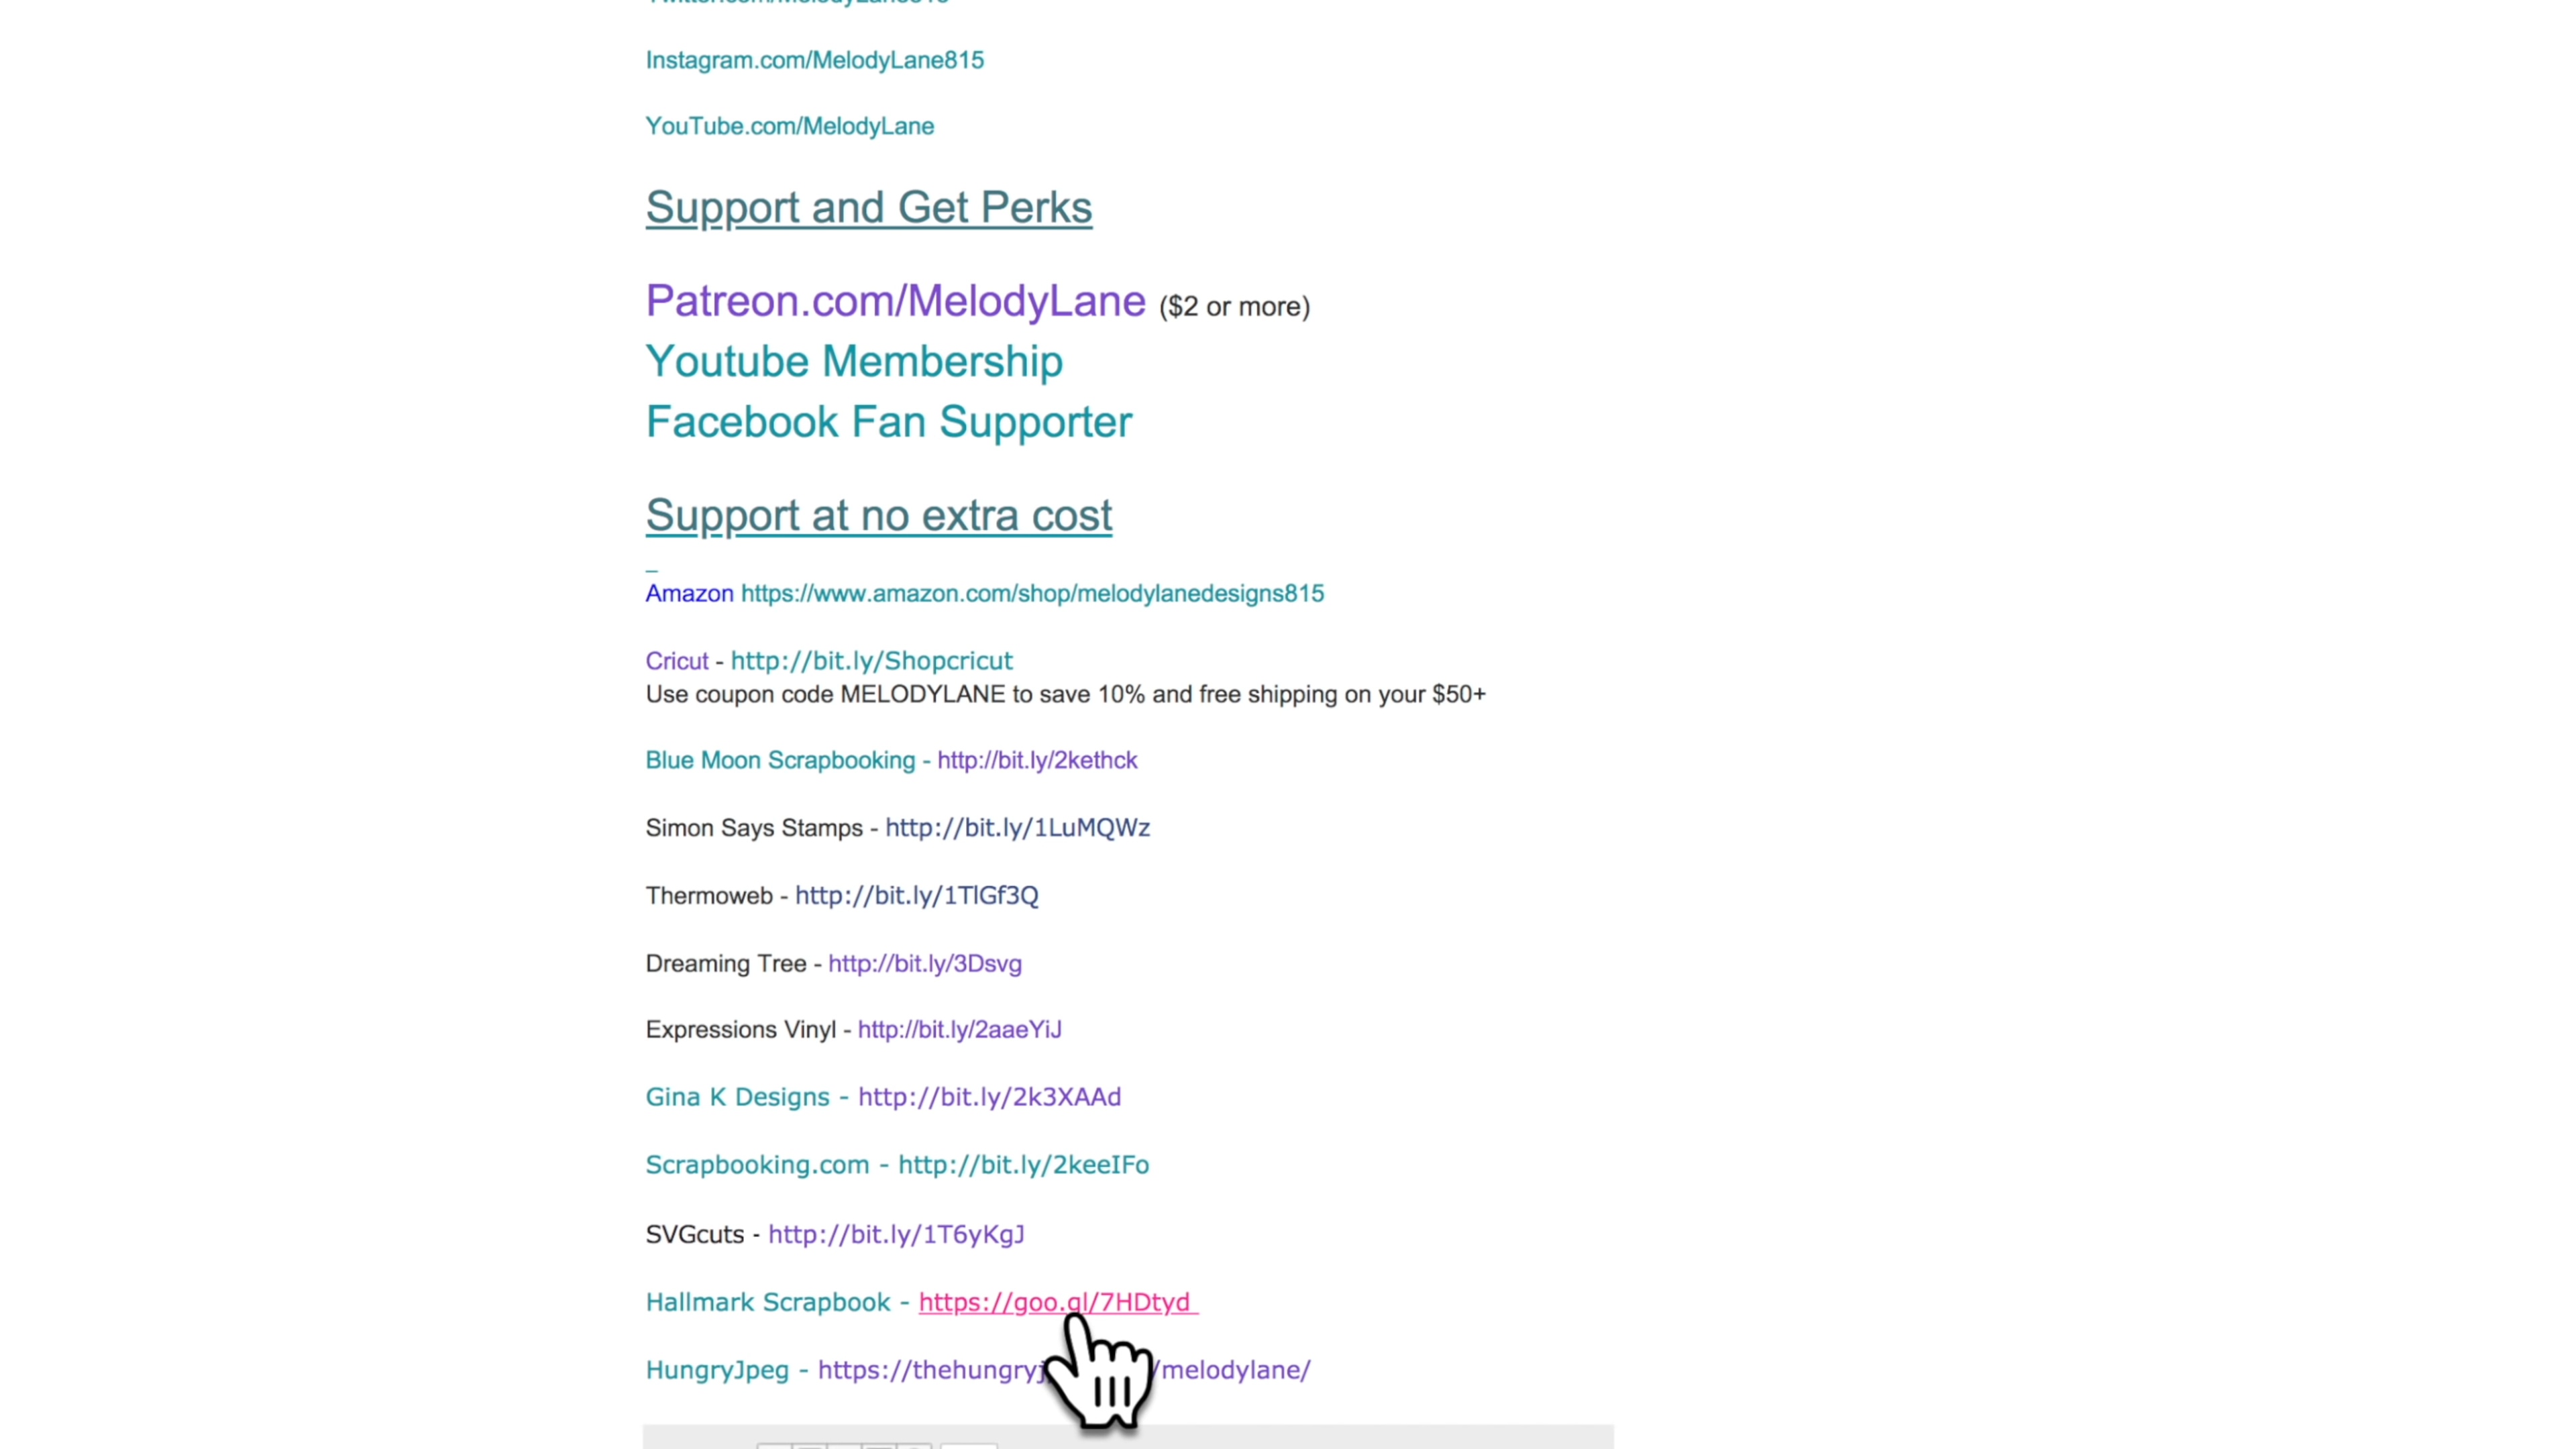 Instagram.com/MelodyLane815
YouTube.com/MelodyLane
Support and Get Perks
Patreon.com/MelodyLane ($2 or more)
Youtube Membership
Facebook Fan Supporter
Support at no extra cost
Amazon https://www.amazon.com/shop/melodylanedesigns815
Cricut - http://bit.ly/Shopcricut
Use coupon code MELODYLANE to save 10% and free shipping on your $50+
Blue Moon Scrapbooking - http://bit.ly/2kethck
Simon Says Stamps - http://bit.ly/1LuMQWz
Thermoweb - http://bit.ly/1TlGf3Q
Dreaming Tree - http://bit.ly/3Dsvg
Expressions Vinyl - http://bit.ly/2aaeYiJ
Gina K Designs - http://bit.ly/2k3XAAd
Scrapbooking.com - http://bit.ly/2keeIFo
SVGcuts - http://bit.ly/1T6yKgJ
Hallmark Scrapbook - https://goo.gl/7HDtyd
HungryJpeg - https://thehungryj /melodylane/